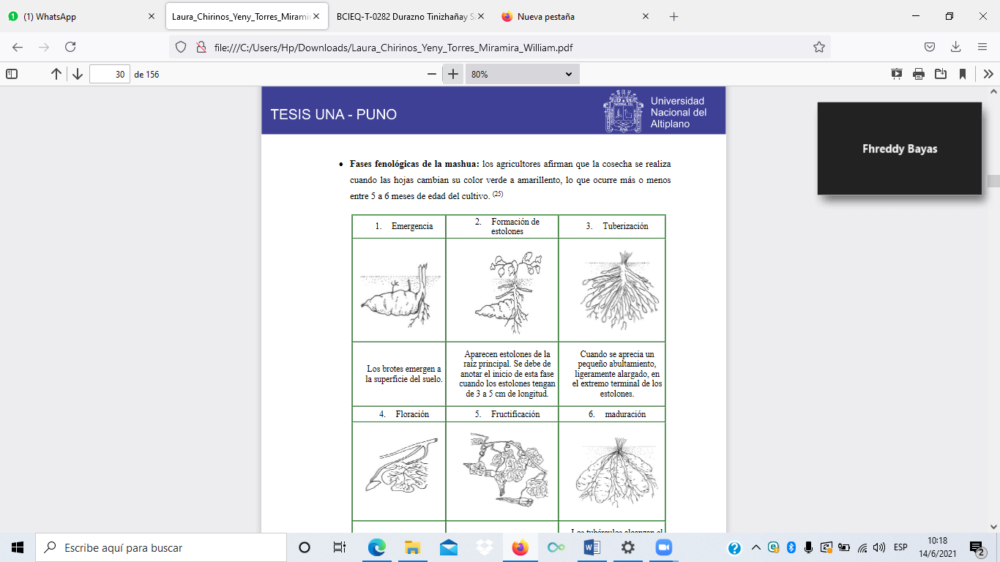 (1) WhatsApp
Laura_Chirinos_Yeny_Torres_Mirami
BCIEQ-T-0282 Durazno Tinizhañay S
Nueva pestaña
file:///C:/Users/Hp/Downloads/Laura_Chirinos_Yeny_Torres_Miramira_William.pdf
30 de 156
80%
TESIS UNA - PUNO
Universidad
Nacional del
Altiplano
Fhreddy Bayas
• Fases fenológicas de la mashua: los agricultores afirman que la cosecha se realiza
cuando las hojas cambian su color verde a amarillento, lo que ocurre más o menos
entre 5 a 6 meses de edad del cultivo. (25)
1. Emergencia
2. Formación de
estolones
3. Tuberización
Los brotes emergen a
la superficie del suelo.
Aparecen estolones de la
raíz principal. Se debe de
anotar el inicio de esta fase
cuando los estolones tengan
de 3 a 5 cm de longitud.
Cuando se aprecia un
pequeño abultamiento,
ligeramente alargado, en
el extremo terminal de los
estolones.
4. Floración
5. Fructificación
6. maduración
Los tubérculos alcanzan el
Escribe aquí para buscar
ESP
10:18
14/6/2021
2